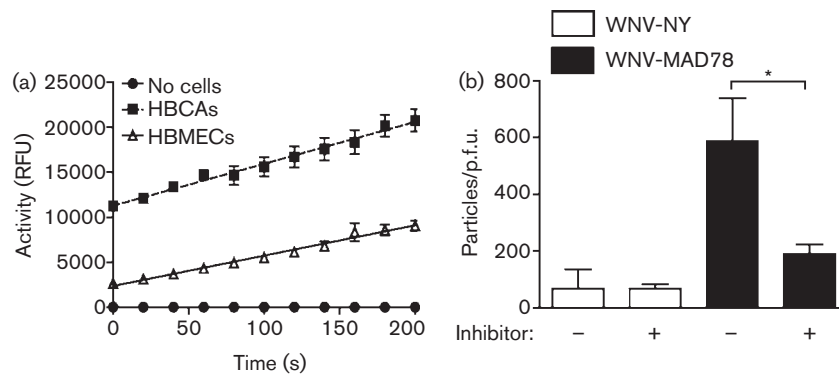 WNV-NY
WNV-MAD78
(a)
25000
20000
15000
10000
5000
0
Activity (RFU)
No cells
HBCAs
HBMECs
0 50 100 150 200
Time (s)
(b)
800
600
400
200
0
Particles/p.f.u.
*
Inhibitor: – + – +